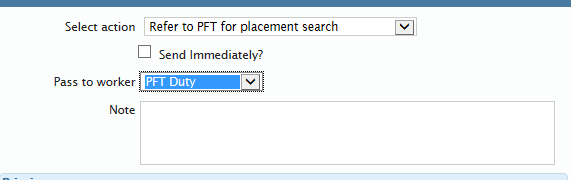 Select action Refer to PFT for placement search
Send Immediately?
Pass to worker PFT Duty
Note